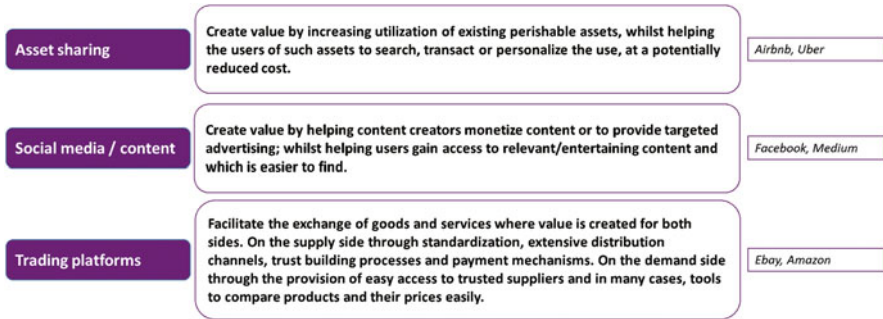 Asset sharing
Create value by increasing utilization of existing perishable assets, whilst helping
the users of such assets to search, transact or personalize the use, at a potentially
reduced cost.
Airbnb, Uber
Social media / content
Create value by helping content creators monetize content or to provide targeted
advertising; whilst helping users gain access to relevant/entertaining content and
which is easier to find.
Facebook, Medium
Trading platforms
Facilitate the exchange of goods and services where value is created for both
sides. On the supply side through standardization, extensive distribution
channels, trust building processes and payment mechanisms. On the demand side
through the provision of easy access to trusted suppliers and in many cases, tools
to compare products and their prices easily.
Ebay, Amazon